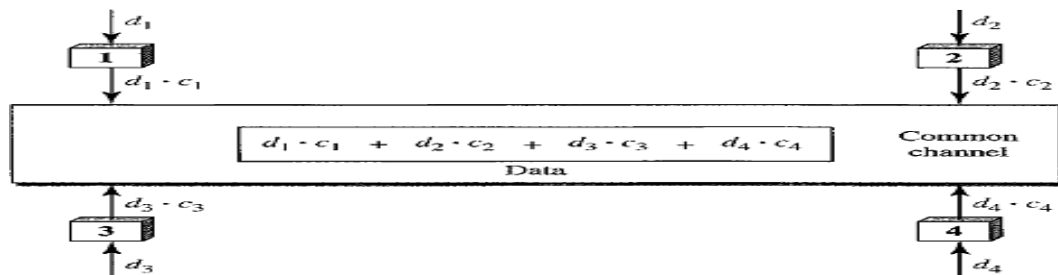 d₁ d₂
1 2
d₁ · c₁ d₂ · c₂
d₁ · c₁ + d₂ · c₂ + d₃ · c₃ + d₄ · c₄
Common
channel
Data
d₃ · c₃ d₄ · c₄
3 4
d₃ d₄